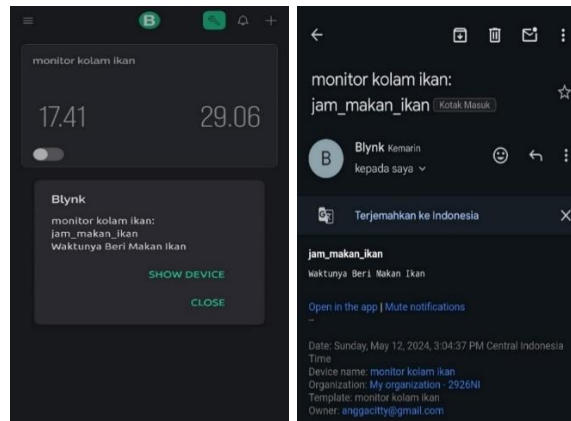 B
monitor kolam ikan
17.41 29.06
Blynk
monitor kolam ikan:
jam_makan_ikan
Waktunya Beri Makan Ikan
SHOW DEVICE
CLOSE
monitor kolam ikan:
jam_makan_ikan Kotak Masuk
B
Blynk Kemarin
kepada saya
Terjemahkan ke Indonesia
jam_makan_ikan
Waktunya Beri Makan Ikan
Open in the app | Mute notifications
--
Date: Sunday, May 12, 2024, 3:04:37 PM Central Indonesia
Time
Device name: monitor kolam ikan
Organization: My organization - 2926NI
Template: monitor kolam ikan
Owner: anggacitty@gmail.com